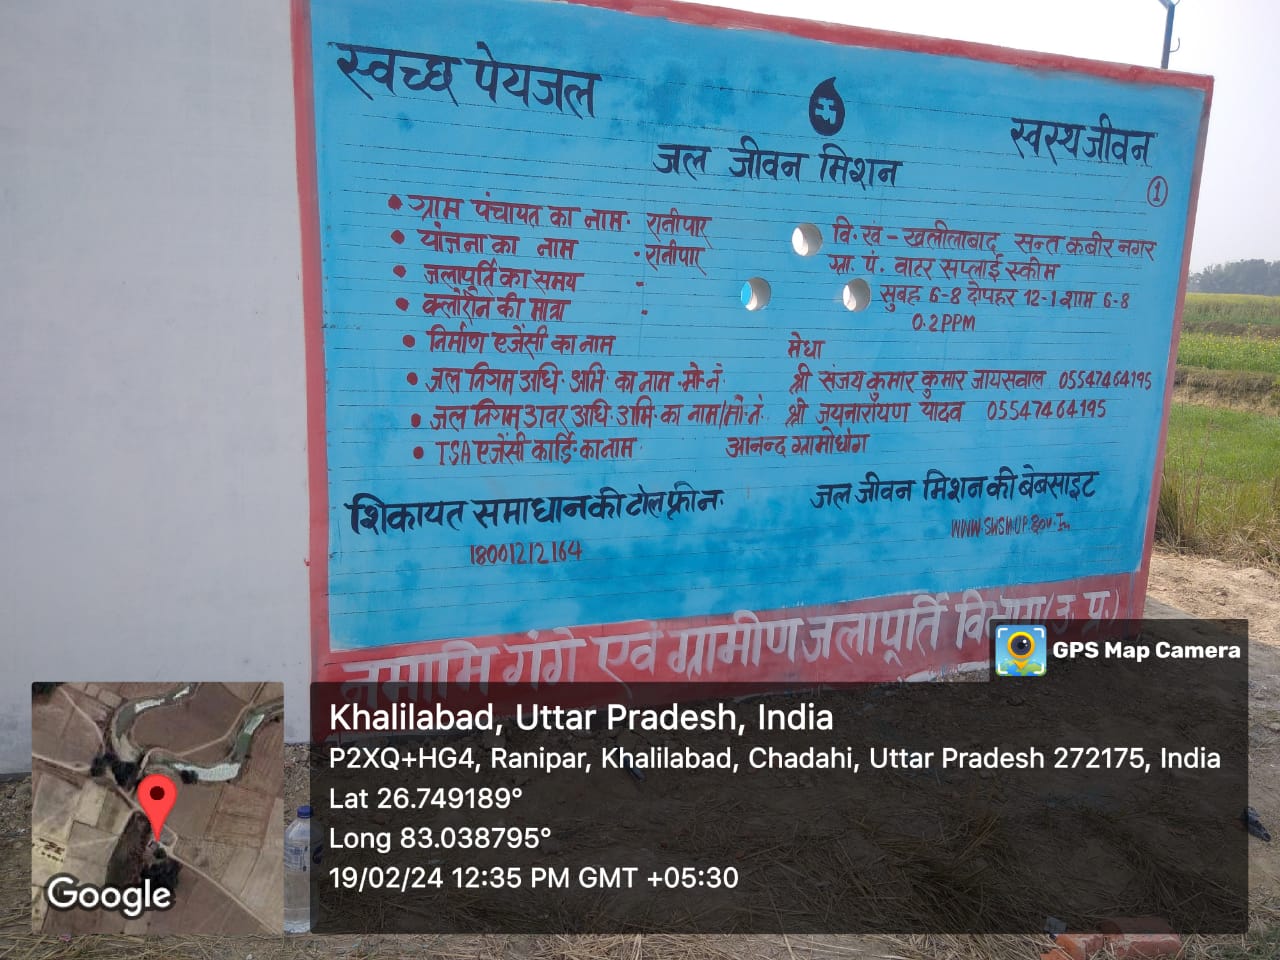 स्वच्छ पेयजल
स्वस्थ जीवन
जल जीवन मिशन
1
• ग्राम पंचायत का नाम· रानीपार वि· खं - खलीलाबाद सन्त कबीर नगर
• योजना का नाम · रानीपार ग्रा· पं· वाटर सप्लाई स्कीम
• जलापूर्ति का समय - सुबह 6-8 दोपहर 12-1 शाम 6-8
• क्लोरीन की मात्रा - 0.2 PPM
• निर्माण एजेंसी का नाम मेधा
• जल निगम अधि· अभि· का नाम ·मो·नं· श्री संजय कुमार कुमार जायसवाल 05547464195
• जल निगम अवर अधि· अभि· का नाम/मो·नं· श्री जयनारायण यादव 05547464195
• TSA एजेंसी कार्डि· का नाम आनन्द ग्रामोधोग
शिकायत समाधान की टोल फ्री न· जल जीवन मिशन की बेबसाइट
18001212164 WWW.SWSM.UP.gov.In
नमामि गंगे एवं ग्रामीण जलापूर्ति विभाग (उ.प्र.)
GPS Map Camera
Khalilabad, Uttar Pradesh, India
P2XQ+HG4, Ranipar, Khalilabad, Chadahi, Uttar Pradesh 272175, India
Lat 26.749189°
Long 83.038795°
19/02/24 12:35 PM GMT +05:30
Google